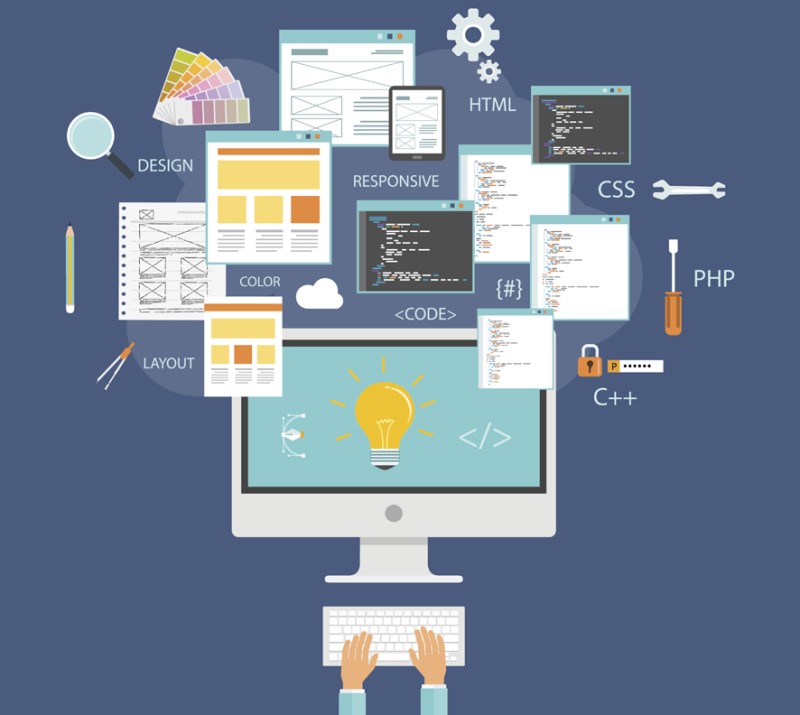 HTML
DESIGN
RESPONSIVE
CSS
COLOR
{#}
PHP
<CODE>
LAYOUT
P
C++
</>